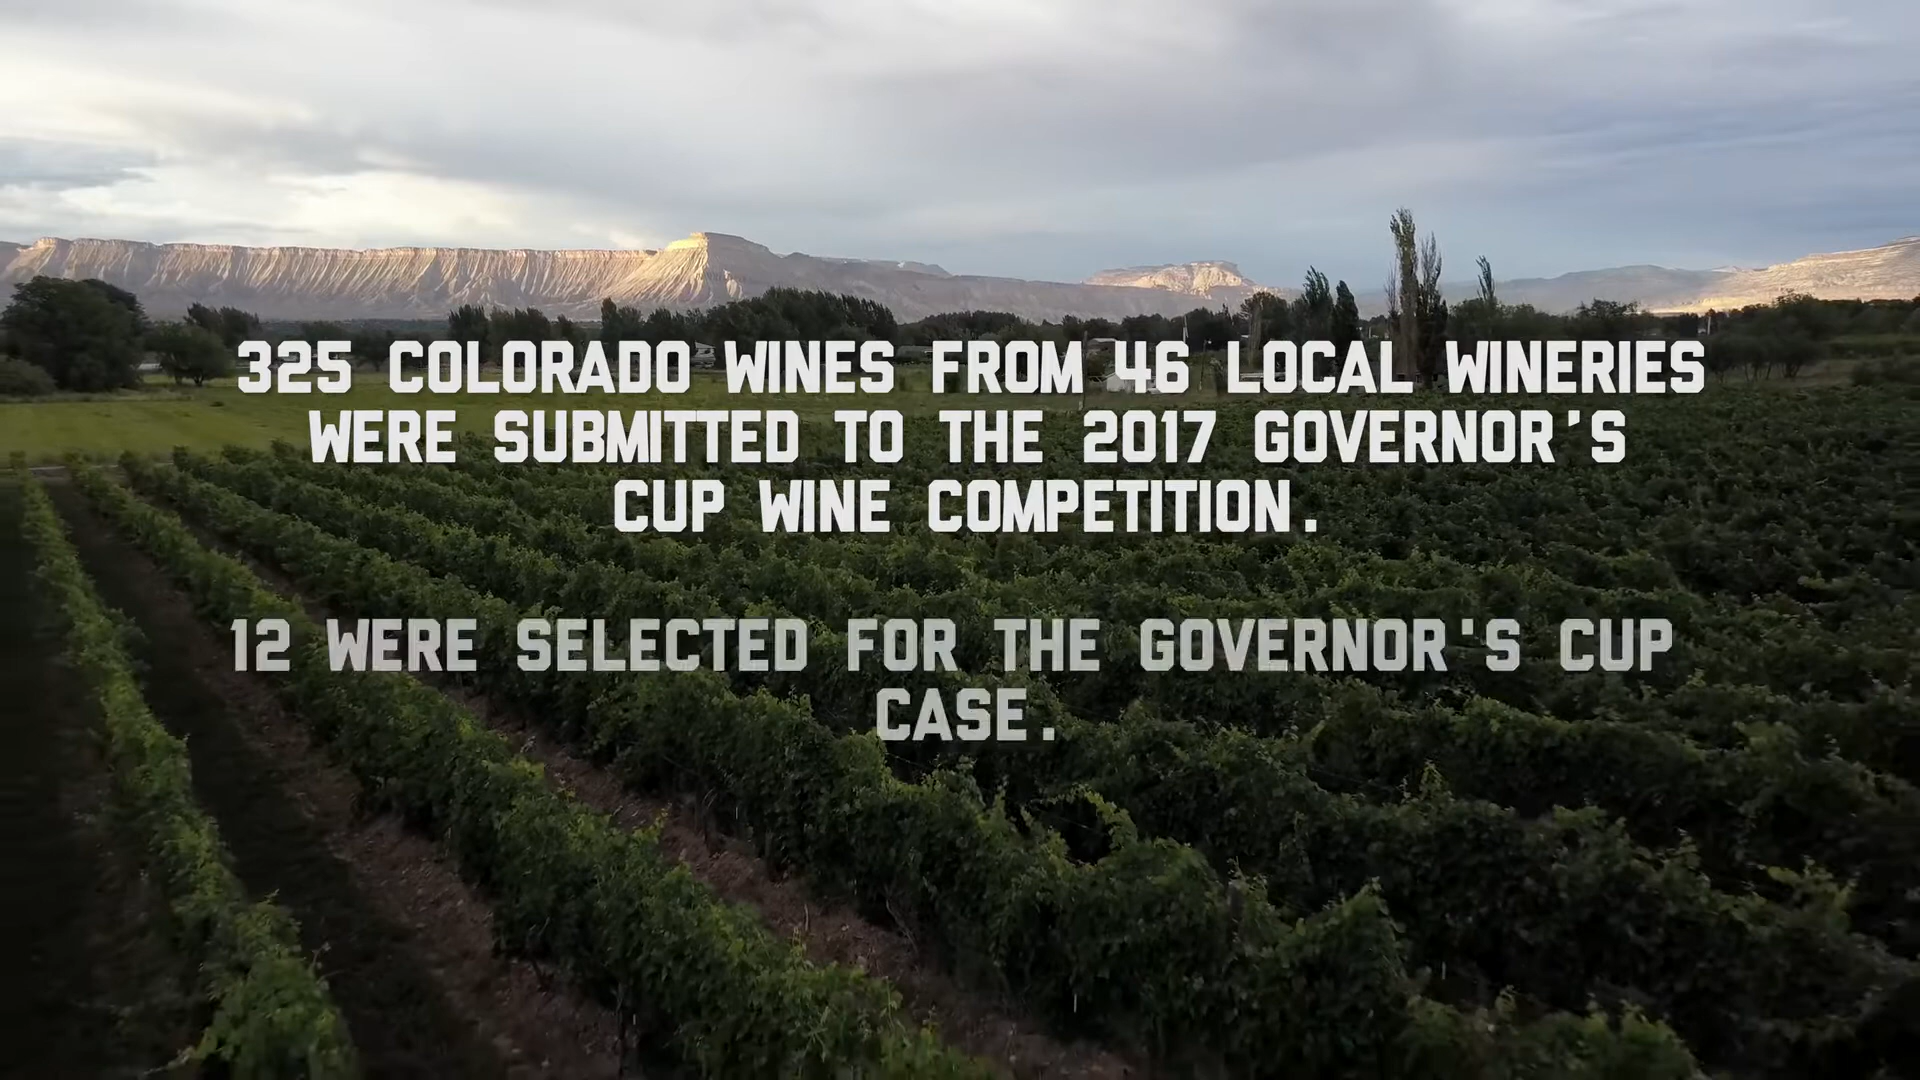 325 COLORADO WINES FROM 46 LOCAL WINERIES
WERE SUBMITTED TO THE 2017 GOVERNOR'S
CUP WINE COMPETITION.
12 WERE SELECTED FOR THE GOVERNOR'S CUP
CASE.